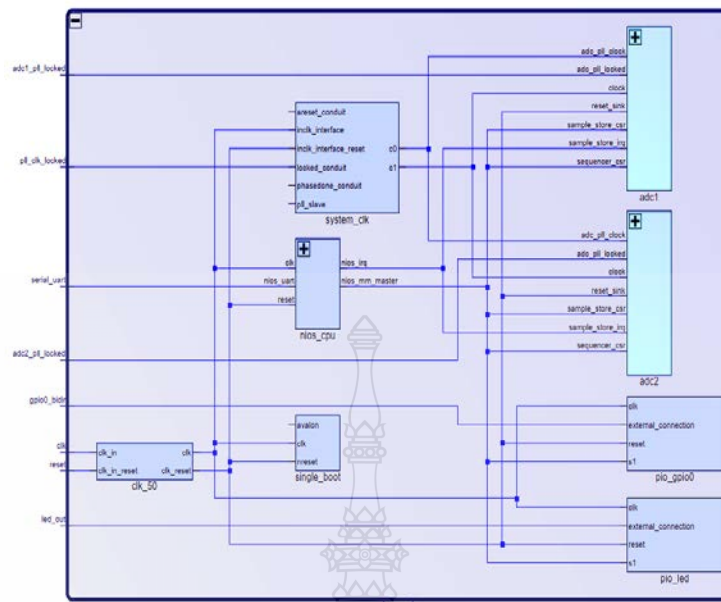 adc1_pll_locked
pll_clk_locked
serial_uart
adc2_pll_locked
gpio0_bidir
clk
reset
led_out
clk_in
clk
clk_in_reset
clk_reset
clk_50
areset_conduit
inclk_interface
inclk_interface_reset
c0
locked_conduit
c1
phasedone_conduit
pll_slave
system_clk
clk
nios_irq
nios_uart
nios_mm_master
reset
nios_cpu
avalon
clk
nreset
single_boot
adc_pll_clock
adc_pll_locked
clock
reset_sink
sample_store_csr
sample_store_irq
sequencer_csr
adc1
adc_pll_clock
adc_pll_locked
clock
reset_sink
sample_store_csr
sample_store_irq
sequencer_csr
adc2
clk
external_connection
reset
s1
pio_gpio0
clk
external_connection
reset
s1
pio_led